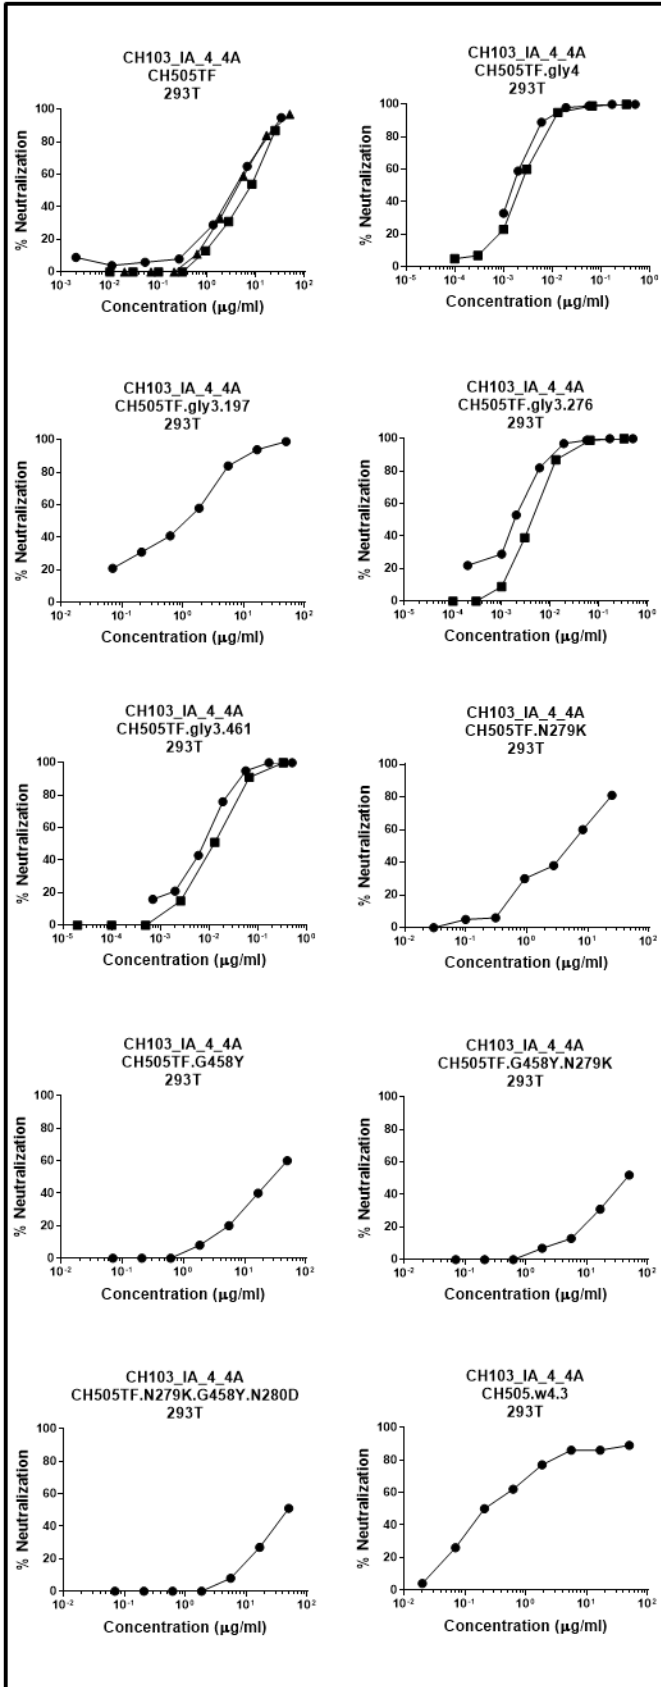 CH103_IA_4_4A
CH505TF
293T
% Neutralization
100
80
60
40
20
0
10⁻³ 10⁻² 10⁻¹ 10⁰ 10¹ 10²
Concentration (μg/ml)
CH103_IA_4_4A
CH505TF.gly4
293T
% Neutralization
100
80
60
40
20
0
10⁻⁵ 10⁻⁴ 10⁻³ 10⁻² 10⁻¹ 10⁰
Concentration (μg/ml)
CH103_IA_4_4A
CH505TF.gly3.197
293T
% Neutralization
100
80
60
40
20
0
10⁻² 10⁻¹ 10⁰ 10¹ 10²
Concentration (μg/ml)
CH103_IA_4_4A
CH505TF.gly3.276
293T
% Neutralization
100
80
60
40
20
0
10⁻⁵ 10⁻⁴ 10⁻³ 10⁻² 10⁻¹ 10⁰
Concentration (μg/ml)
CH103_IA_4_4A
CH505TF.gly3.461
293T
% Neutralization
100
80
60
40
20
0
10⁻⁵ 10⁻⁴ 10⁻³ 10⁻² 10⁻¹ 10⁰
Concentration (μg/ml)
CH103_IA_4_4A
CH505TF.N279K
293T
% Neutralization
100
80
60
40
20
0
10⁻² 10⁻¹ 10⁰ 10¹ 10²
Concentration (μg/ml)
CH103_IA_4_4A
CH505TF.G458Y
293T
% Neutralization
100
80
60
40
20
0
10⁻² 10⁻¹ 10⁰ 10¹ 10²
Concentration (μg/ml)
CH103_IA_4_4A
CH505TF.G458Y.N279K
293T
% Neutralization
100
80
60
40
20
0
10⁻² 10⁻¹ 10⁰ 10¹ 10²
Concentration (μg/ml)
CH103_IA_4_4A
CH505TF.N279K.G458Y.N280D
293T
% Neutralization
100
80
60
40
20
0
10⁻² 10⁻¹ 10⁰ 10¹ 10²
Concentration (μg/ml)
CH103_IA_4_4A
CH505.w4.3
293T
% Neutralization
100
80
60
40
20
0
10⁻² 10⁻¹ 10⁰ 10¹ 10²
Concentration (μg/ml)